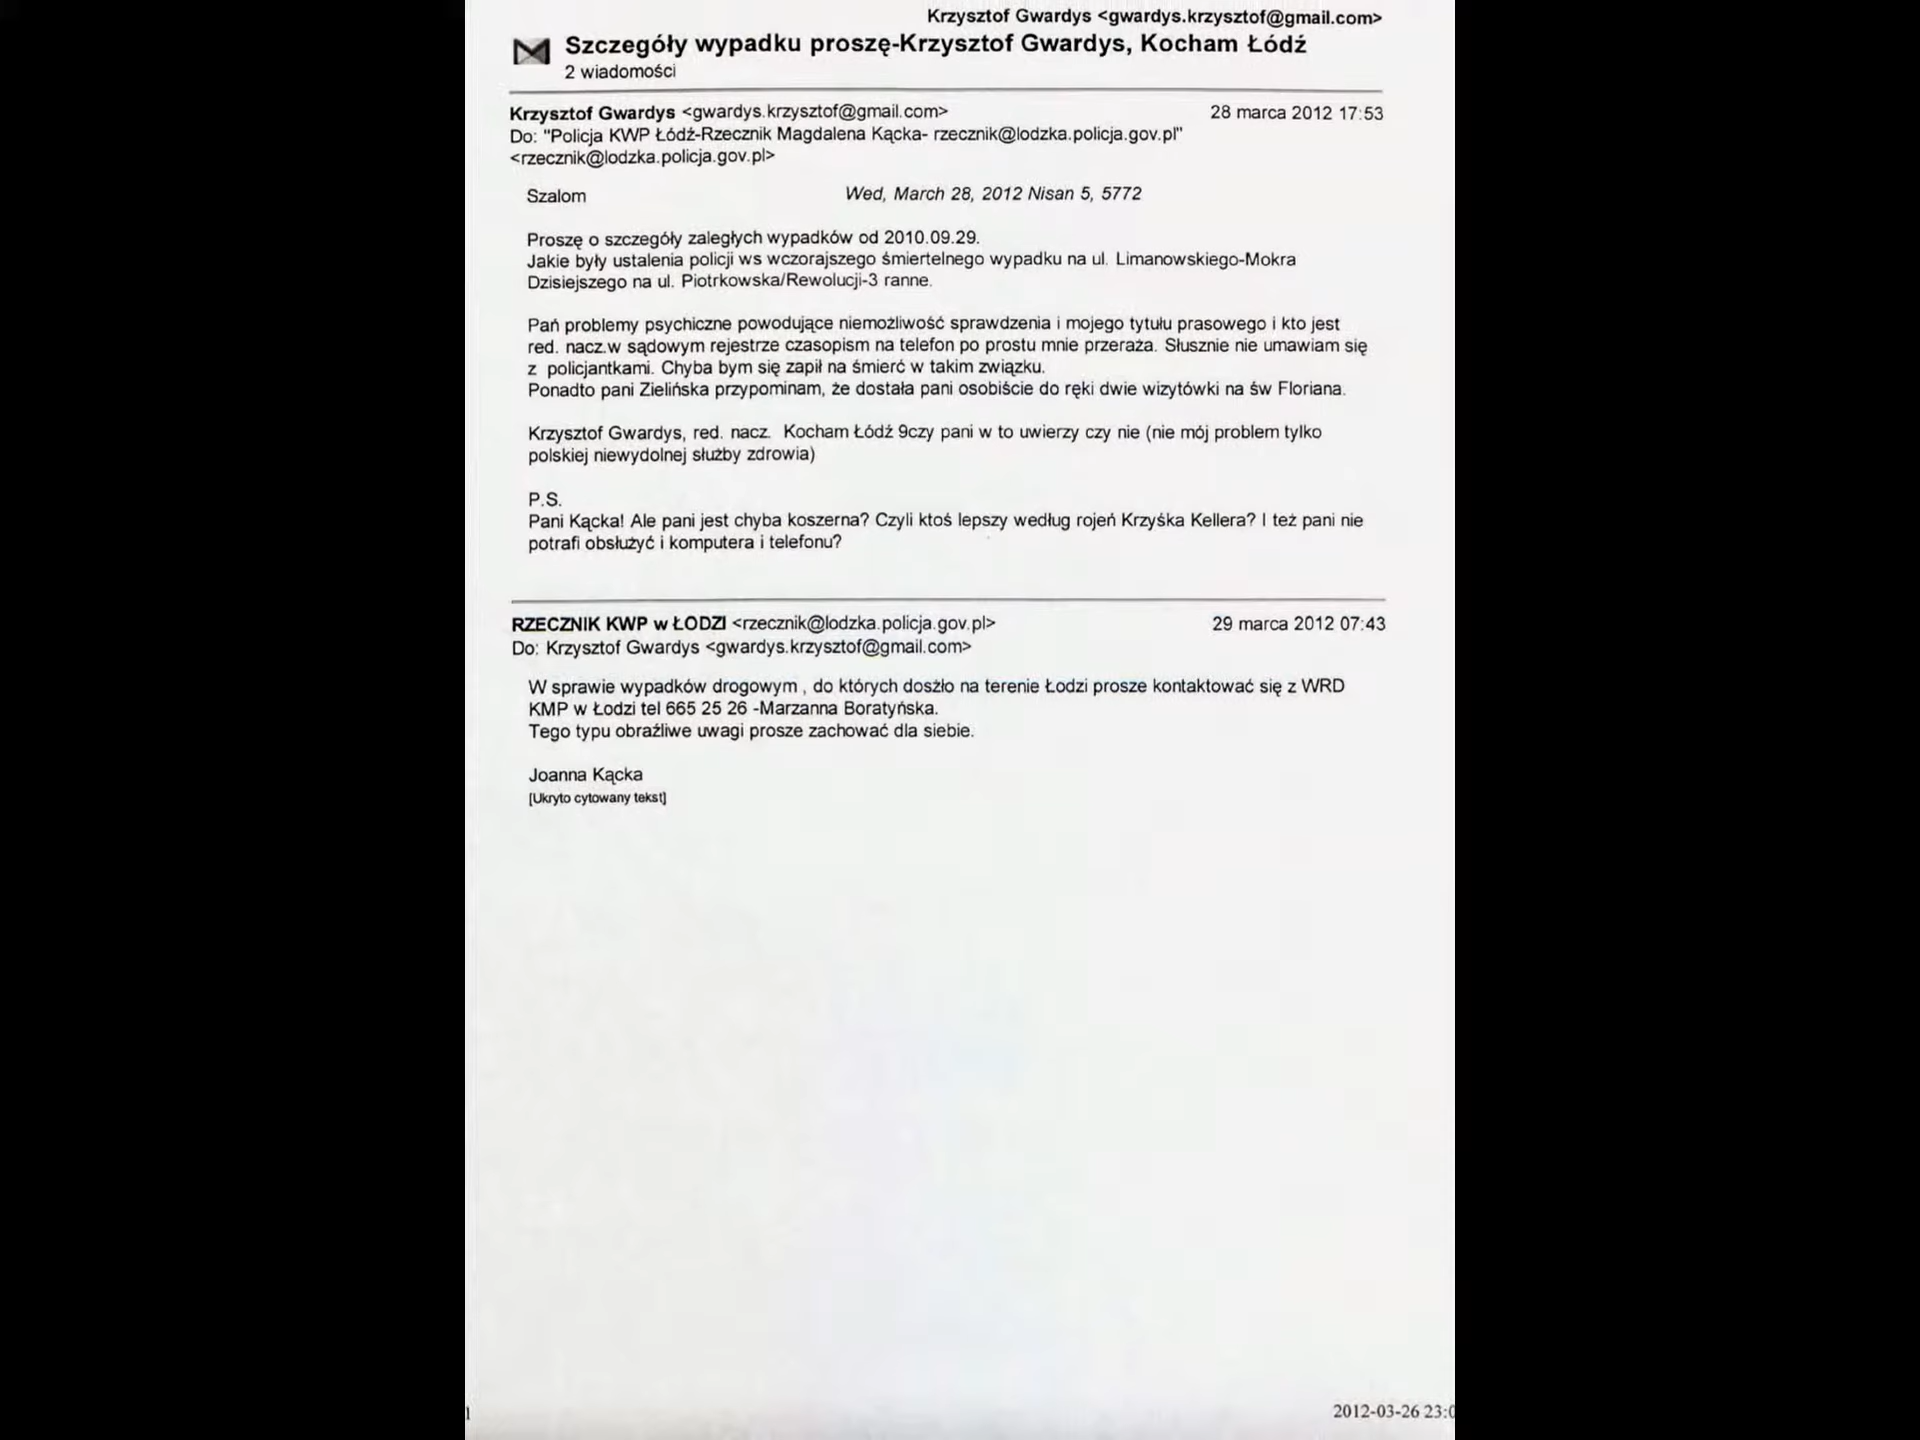 Krzysztof Gwardys <gwardys.krzysztof@gmail.com>
Szczegóły wypadku proszę-Krzysztof Gwardys, Kocham Łódź
2 wiadomości
Krzysztof Gwardys <gwardys.krzysztof@gmail.com> 28 marca 2012 17:53
Do: "Policja KWP Łódź-Rzecznik Magdalena Kącka- rzecznik@lodzka.policja.gov.pl"
<rzecznik@lodzka.policja.gov.pl>
Szalom Wed, March 28, 2012 Nisan 5, 5772
Proszę o szczegóły zaległych wypadków od 2010.09.29.
Jakie były ustalenia policji ws wczorajszego śmiertelnego wypadku na ul. Limanowskiego-Mokra
Dzisiejszego na ul. Piotrkowska/Rewolucji-3 ranne.
Pań problemy psychiczne powodujące niemożliwość sprawdzenia i mojego tytułu prasowego i kto jest
red. nacz.w sądowym rejestrze czasopism na telefon po prostu mnie przeraża. Słusznie nie umawiam się
z policjantkami. Chyba bym się zapił na śmierć w takim związku.
Ponadto pani Zielińska przypominam, że dostała pani osobiście do ręki dwie wizytówki na św Floriana.
Krzysztof Gwardys, red. nacz. Kocham Łódź 9czy pani w to uwierzy czy nie (nie mój problem tylko
polskiej niewydolnej służby zdrowia)
P.S.
Pani Kącka! Ale pani jest chyba koszerna? Czyli ktoś lepszy według rojeń Krzyśka Kellera? I też pani nie
potrafi obsłużyć i komputera i telefonu?
RZECZNIK KWP w ŁODZI <rzecznik@lodzka.policja.gov.pl> 29 marca 2012 07:43
Do: Krzysztof Gwardys <gwardys.krzysztof@gmail.com>
W sprawie wypadków drogowym , do których doszło na terenie Łodzi prosze kontaktować się z WRD
KMP w Łodzi tel 665 25 26 -Marzanna Boratyńska.
Tego typu obraźliwe uwagi prosze zachować dla siebie.
Joanna Kącka
[Ukryto cytowany tekst]
1 2012-03-26 23:0